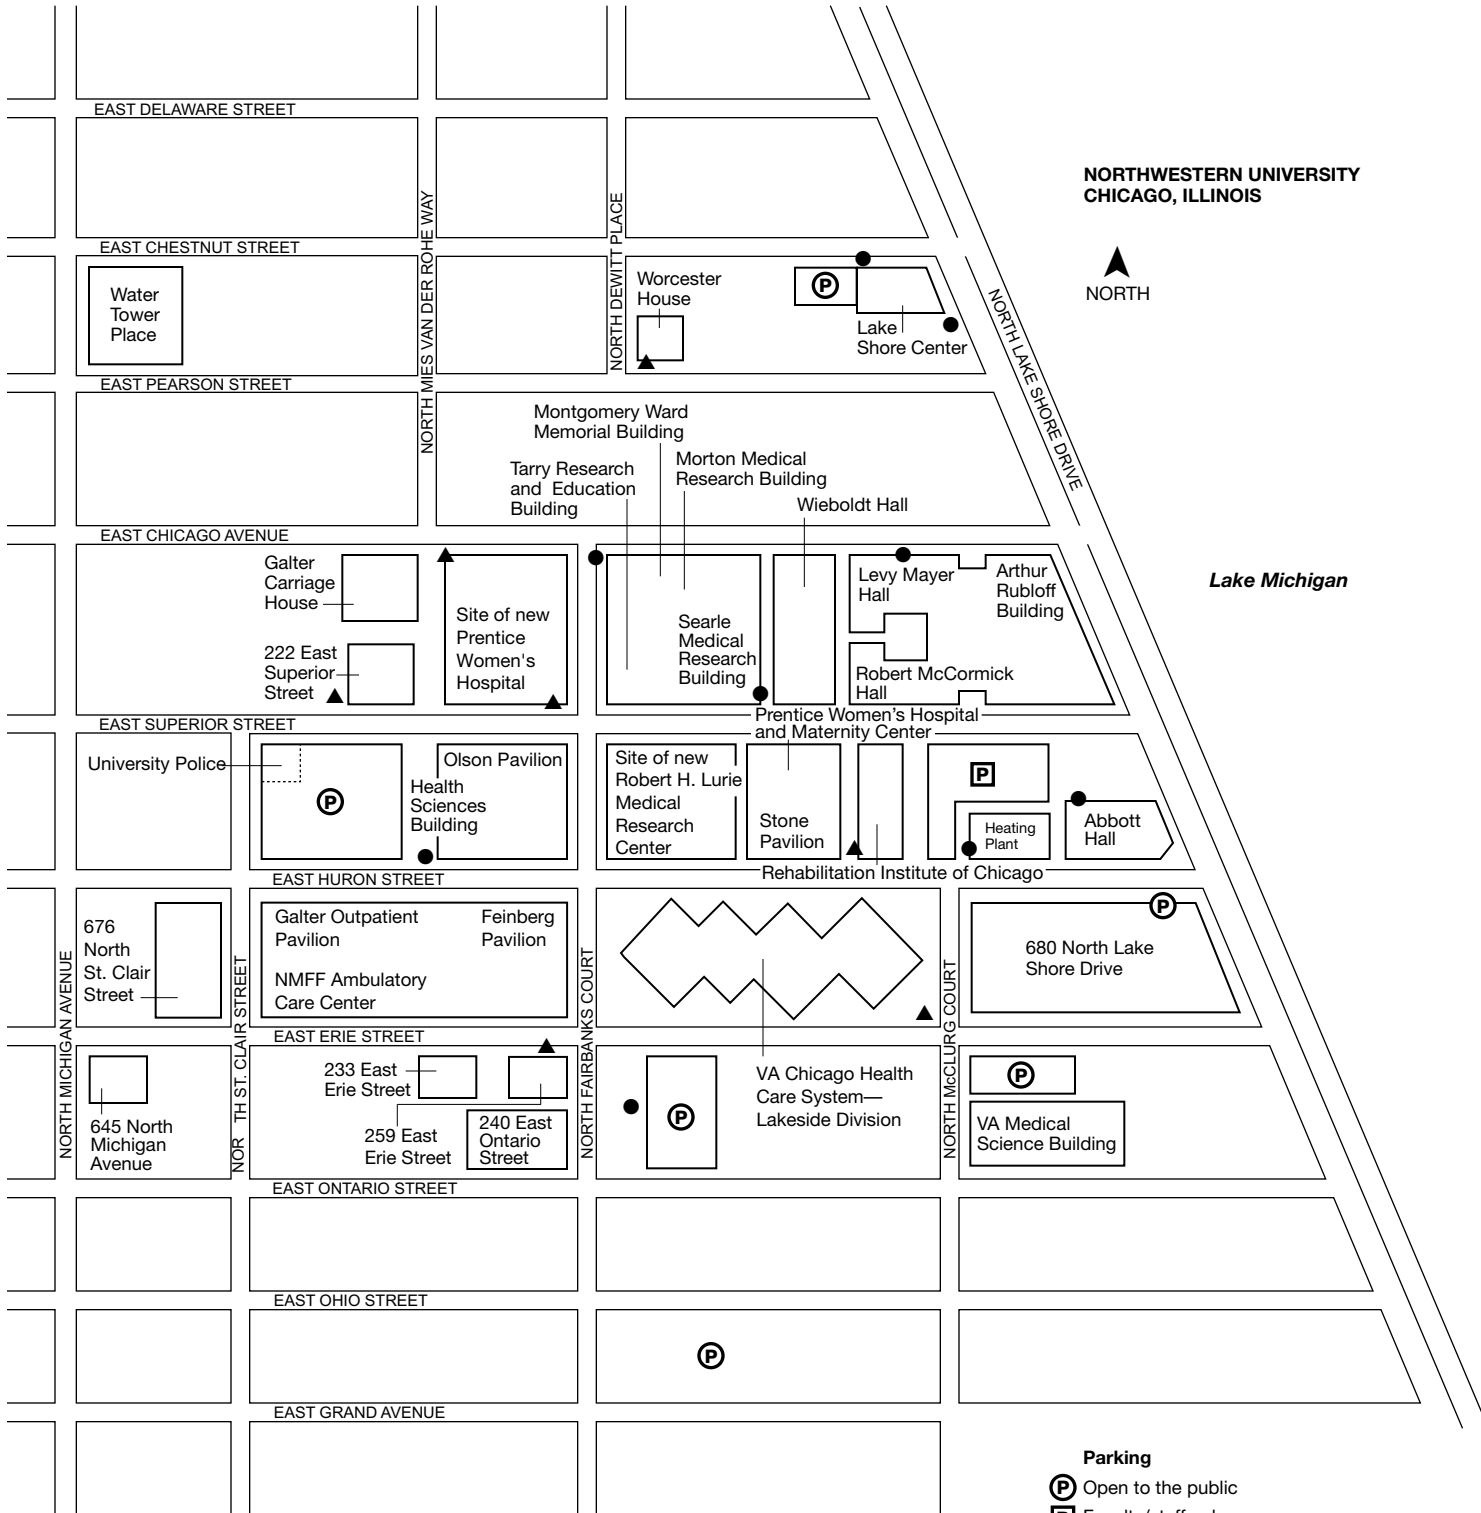 EAST DELAWARE STREET
NORTHWESTERN UNIVERSITY
CHICAGO, ILLINOIS
NORTH
EAST CHESTNUT STREET
NORTH MIES VAN DER ROHE WAY
NORTH DEWITT PLACE
NORTH LAKE SHORE DRIVE
Water
Tower
Place
Worcester
House
P
Lake
Shore Center
EAST PEARSON STREET
Montgomery Ward
Memorial Building
Tarry Research
and Education
Building
Morton Medical
Research Building
Wieboldt Hall
EAST CHICAGO AVENUE
Lake Michigan
Galter
Carriage
House
222 East
Superior
Street
Site of new
Prentice
Women's
Hospital
Searle
Medical
Research
Building
Levy Mayer
Hall
Arthur
Rubloff
Building
Robert McCormick
Hall
EAST SUPERIOR STREET
Prentice Women's Hospital
and Maternity Center
University Police
P
Olson Pavilion
Health
Sciences
Building
Site of new
Robert H. Lurie
Medical
Research
Center
Stone
Pavilion
P
Heating
Plant
Abbott
Hall
EAST HURON STREET
Rehabilitation Institute of Chicago
676
North
St. Clair
Street
Galter Outpatient
Pavilion
Feinberg
Pavilion
NMFF Ambulatory
Care Center
P
680 North Lake
Shore Drive
NORTH MICHIGAN AVENUE
NOR TH ST. CLAIR STREET
NORTH FAIRBANKS COURT
NORTH McCLURG COURT
EAST ERIE STREET
645 North
Michigan
Avenue
233 East
Erie Street
259 East
Erie Street
240 East
Ontario
Street
P
VA Chicago Health
Care System—
Lakeside Division
P
VA Medical
Science Building
EAST ONTARIO STREET
EAST OHIO STREET
P
EAST GRAND AVENUE
Parking
P Open to the public